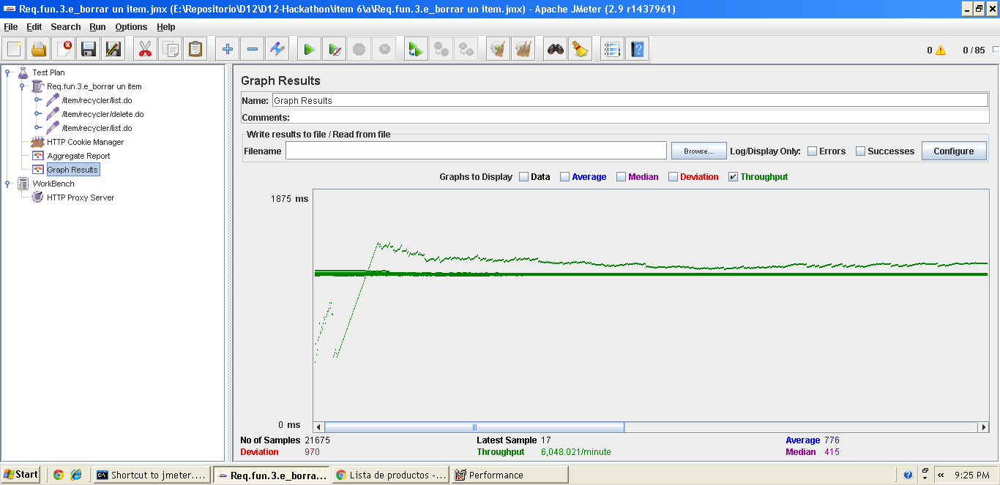 Req.fun.3.e_borrar un item.jmx (E:\Repositorio\D12\D12-Hackathon\item 6\a\Req.fun.3.e_borrar un item.jmx) - Apache JMeter (2.9 r1437961)
File Edit Search Run Options Help
0 0 / 85
Test Plan
Req.fun.3.e_borrar un item
/item/recycler/list.do
/item/recycler/delete.do
/item/recycler/list.do
HTTP Cookie Manager
Aggregate Report
Graph Results
WorkBench
HTTP Proxy Server
Graph Results
Name: Graph Results
Comments:
Write results to file / Read from file
Filename Browse... Log/Display Only: Errors Successes Configure
Graphs to Display Data Average Median Deviation Throughput
1875 ms
0 ms
No of Samples 21675 Latest Sample 17 Average 776
Deviation 970 Throughput 6,048.021/minute Median 415
Start Shortcut to jmeter.... Req.fun.3.e_borra... Lista de productos -... Performance « 9:25 PM